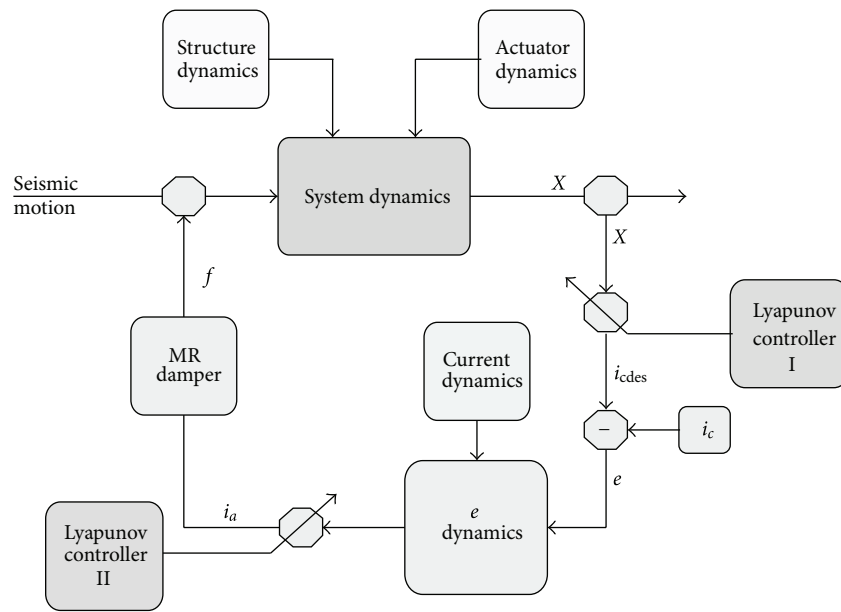 Structure
dynamics
Actuator
dynamics
Seismic
motion
System dynamics
X
X
f
Lyapunov
controller
I
MR
damper
Current
dynamics
i_cdes
−
i_c
e
e
dynamics
i_a
Lyapunov
controller
II